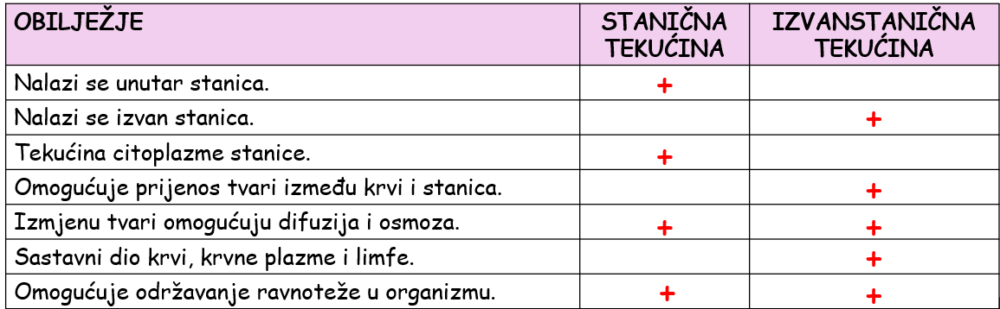 OBILJEŽJE STANIČNA TEKUĆINA IZVANSTANIČNA TEKUĆINA
Nalazi se unutar stanica. +
Nalazi se izvan stanica. +
Tekućina citoplazme stanice. +
Omogućuje prijenos tvari između krvi i stanica. +
Izmjenu tvari omogućuju difuzija i osmoza. + +
Sastavni dio krvi, krvne plazme i limfe. +
Omogućuje održavanje ravnoteže u organizmu. + +